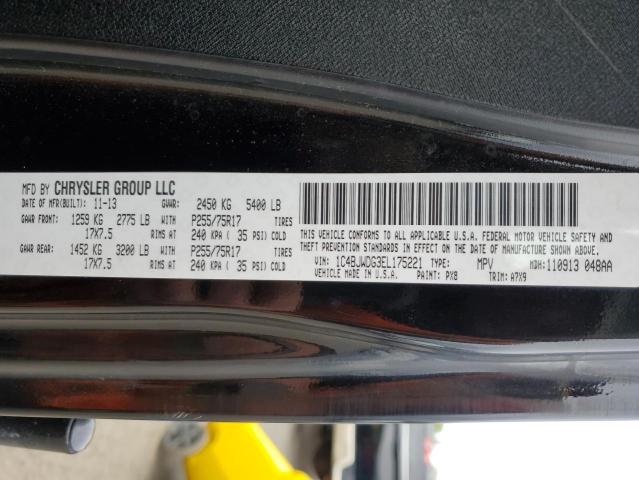 MFD BY CHRYSLER GROUP LLC
DATE OF MFR(BUILT): 11-13 GVWR: 2450 KG 5400 LB
GAWR FRONT: 1259 KG 2775 LB WITH P255/75R17 TIRES
17X7.5 RIMS AT 240 KPA ( 35 PSI) COLD
GAWR REAR: 1452 KG 3200 LB WITH P255/75R17 TIRES
17X7.5 RIMS AT 240 KPA ( 35 PSI) COLD
THIS VEHICLE CONFORMS TO ALL APPLICABLE U.S.A. FEDERAL MOTOR VEHICLE SAFETY AND
THEFT PREVENTION STANDARDS IN EFFECT ON THE DATE OF MANUFACTURE SHOWN ABOVE.
VIN: 1C4BJWDG3EL175221 TYPE: MPV MDH: 110913 048AA
PAINT: PX8 TRIM: A7X9